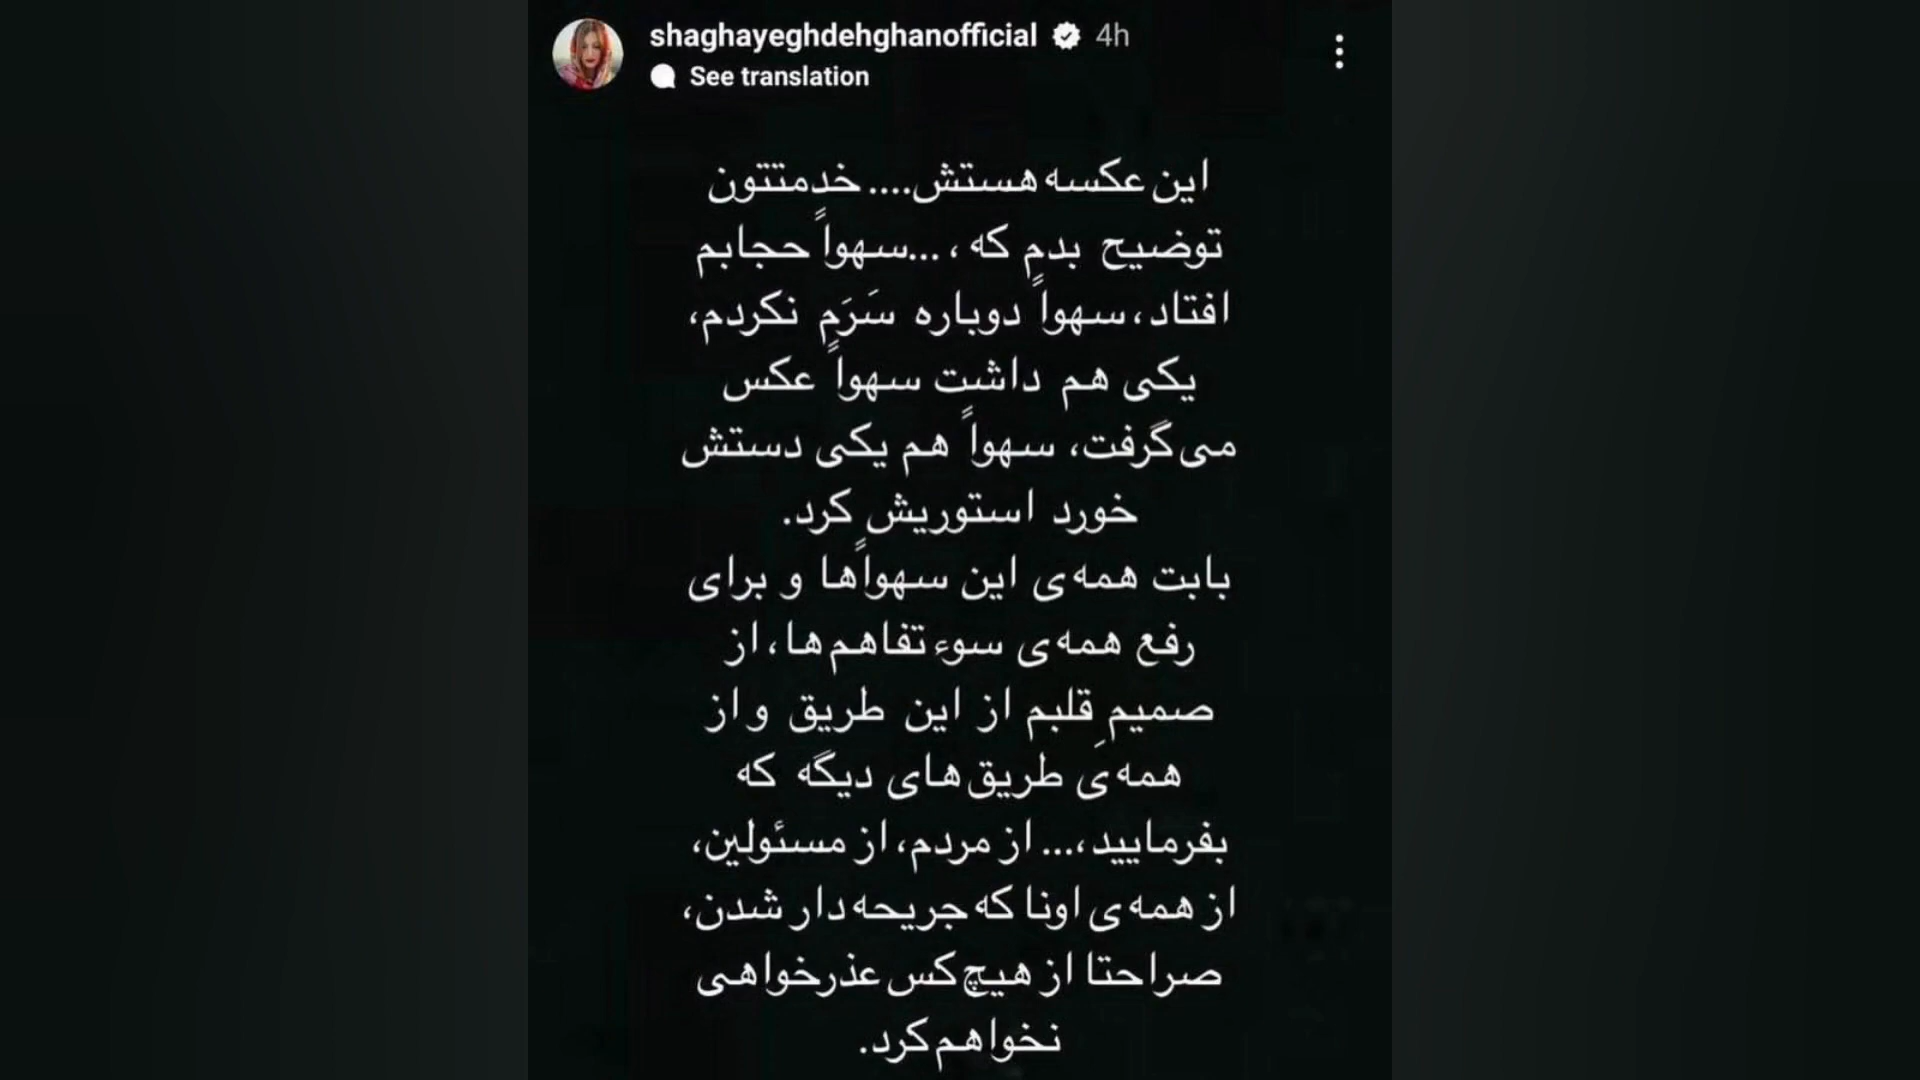 shaghayeghdehghanofficial 4h
See translation
این عکسه هستش.... خدمتتون
توضیح بدم که ،...سهواً حجابم
افتاد، سهواً دوباره سَرَم نکردم،
یکی هم داشت سهواً عکس
می‌گرفت، سهواً هم یکی دستش
خورد استوریش کرد.
بابت همه‌ی این سهواًها و برای
رفع همه‌ی سوءتفاهم‌ها، از
صمیمِ قلبم از این طریق و از
همه‌ی طریق‌های دیگه که
بفرمایید،... از مردم، از مسئولین،
از همه‌ی اونا که جریحه‌دار شدن،
صراحتا از هیچ‌کس عذرخواهی
نخواهم‌کرد.